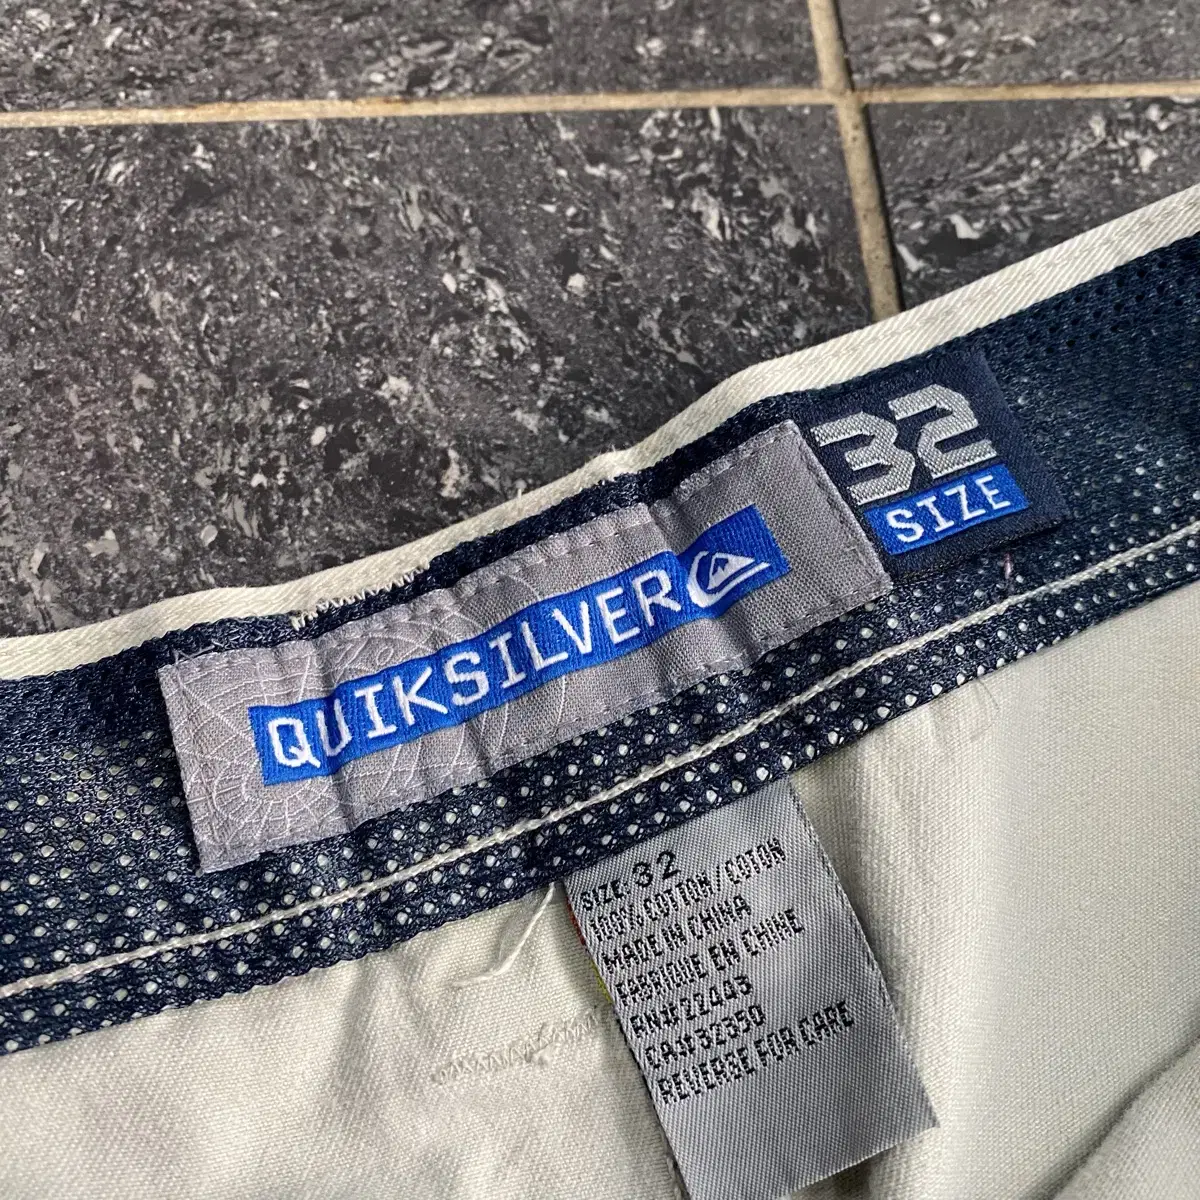 32
SIZE
QUIKSILVER
SIZE 32
100% COTTON / COTON
MADE IN CHINA
FABRIQUE EN CHINE
RN# 22445
CA# 32350
REVERSE FOR CARE